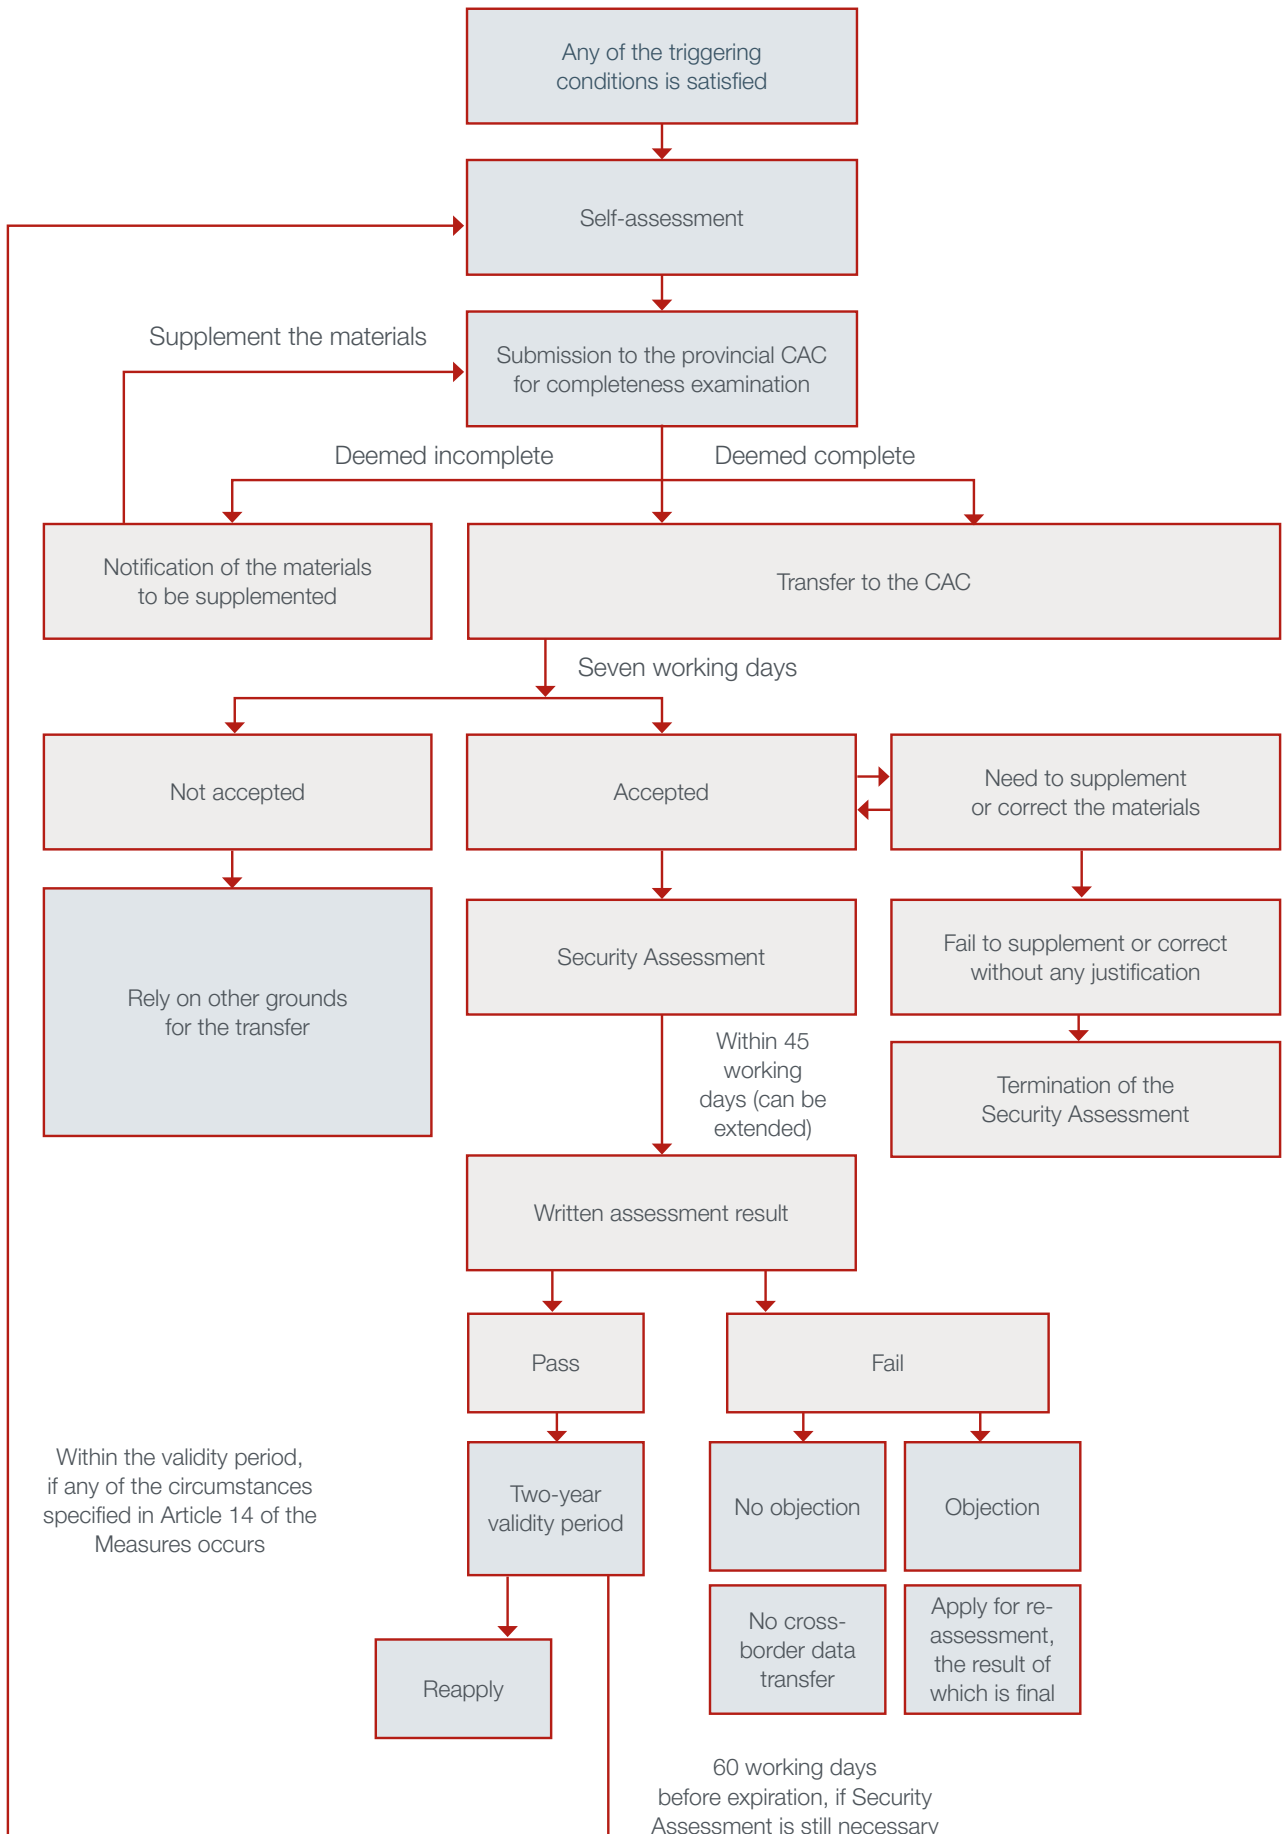 Any of the triggering
conditions is satisfied
Self-assessment
Supplement the materials
Submission to the provincial CAC
for completeness examination
Deemed incomplete
Deemed complete
Notification of the materials
to be supplemented
Transfer to the CAC
Seven working days
Not accepted
Accepted
Need to supplement
or correct the materials
Rely on other grounds
for the transfer
Security Assessment
Fail to supplement or correct
without any justification
Within 45
working
days (can be
extended)
Termination of the
Security Assessment
Written assessment result
Pass
Fail
Within the validity period,
if any of the circumstances
specified in Article 14 of the
Measures occurs
Two-year
validity period
No objection
Objection
No cross-
border data
transfer
Apply for re-
assessment,
the result of
which is final
Reapply
60 working days
before expiration, if Security
Assessment is still necessary